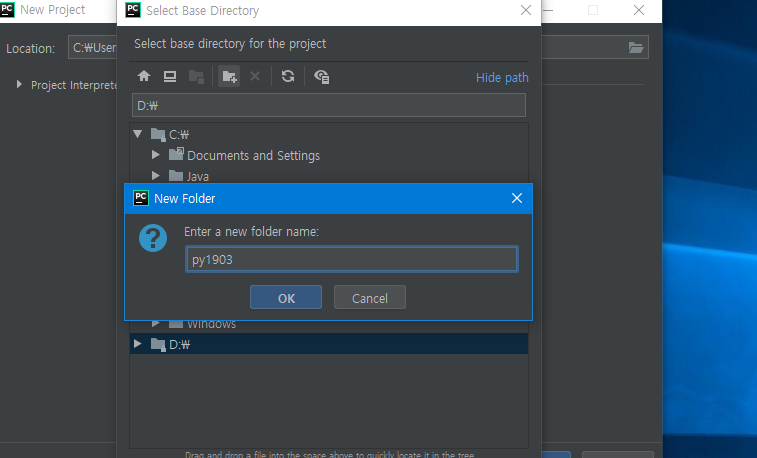 PC New Project
PC Select Base Directory
Location: C:₩User
Select base directory for the project
Project Interprete
Hide path
D:₩
C:₩
Documents and Settings
Java
PC New Folder
Enter a new folder name:
py1903
OK Cancel
Windows
D:₩
Drag and drop a file into the space above to quickly locate it in the tree